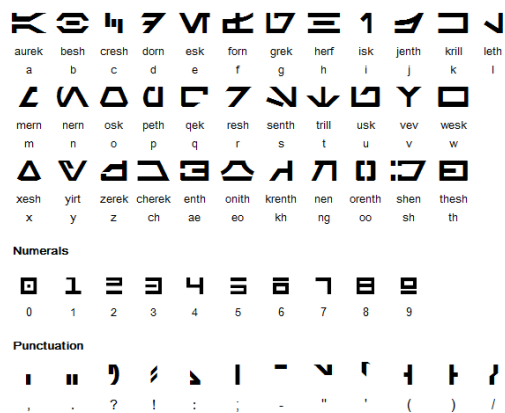 aurek besh cresh dorn esk forn grek herf isk jenth krill leth
a b c d e f g h i j k l
mern nern osk peth qek resh senth trill usk vev wesk
m n o p q r s t u v w
xesh yirt zerek cherek enth onith krenth nen orenth shen thesh
x y z ch ae eo kh ng oo sh th
Numerals
0 1 2 3 4 5 6 7 8 9
Punctuation
, . ? ! : ; - " ' ( ) /